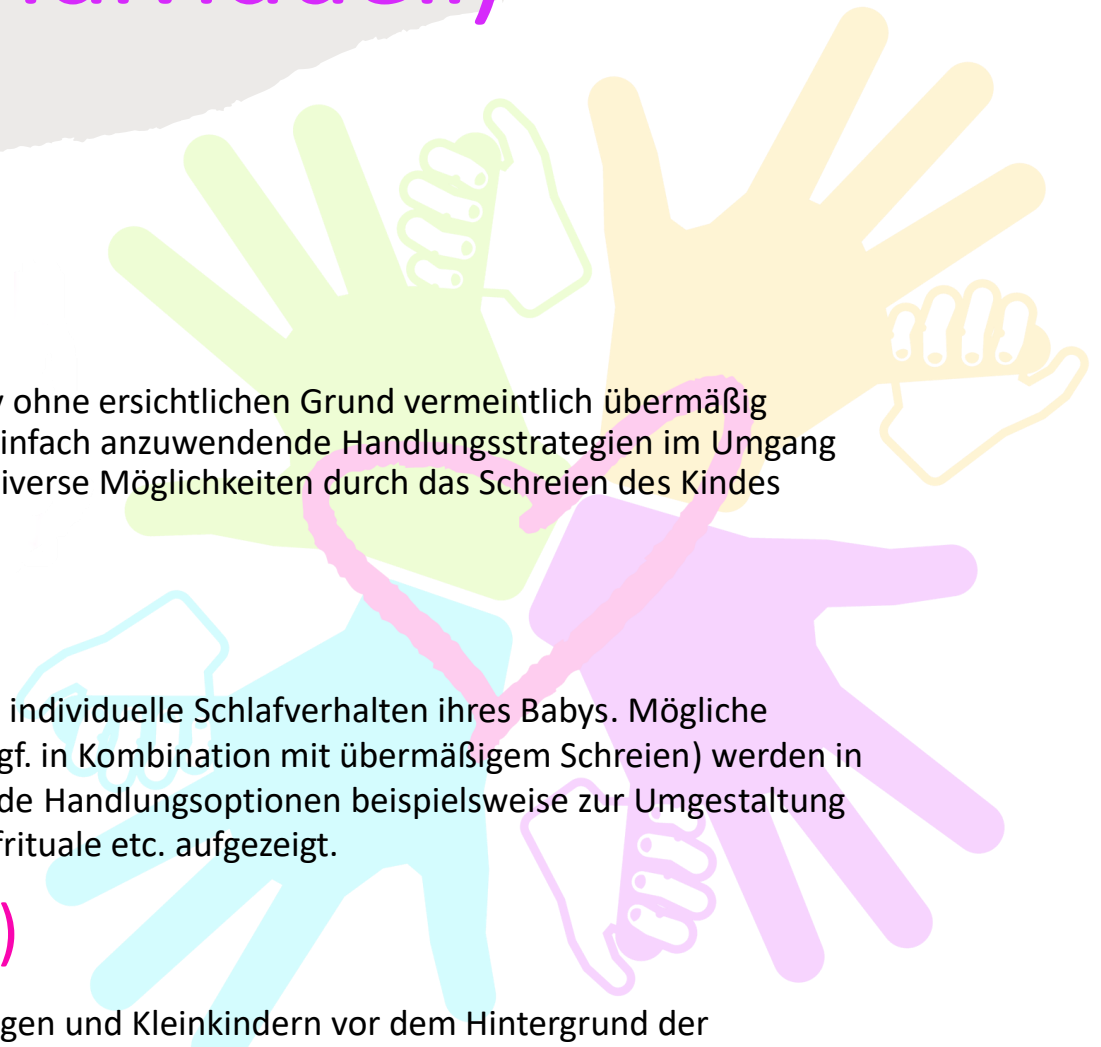 ohne ersichtlichen Grund vermeintlich übermäßig
infach anzuwendende Handlungsstrategien im Umgang
iverse Möglichkeiten durch das Schreien des Kindes
individuelle Schlafverhalten ihres Babys. Mögliche
gf. in Kombination mit übermäßigem Schreien) werden in
de Handlungsoptionen beispielsweise zur Umgestaltung
frituale etc. aufgezeigt.
)
gen und Kleinkindern vor dem Hintergrund der